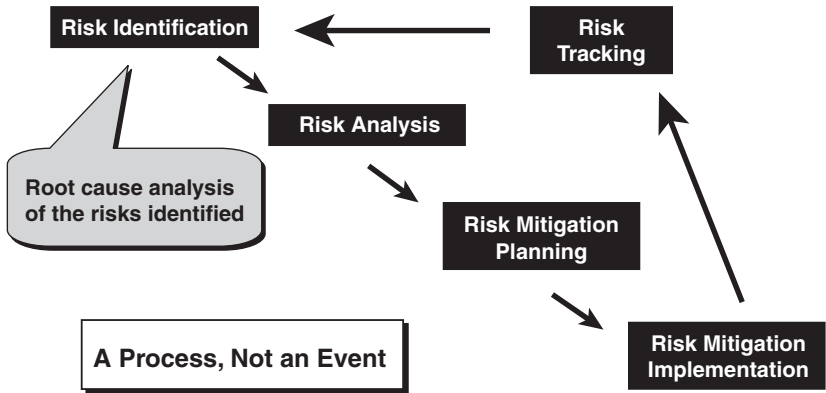 Risk Identification
Risk
Tracking
Risk Analysis
Root cause analysis
of the risks identified
Risk Mitigation
Planning
A Process, Not an Event
Risk Mitigation
Implementation